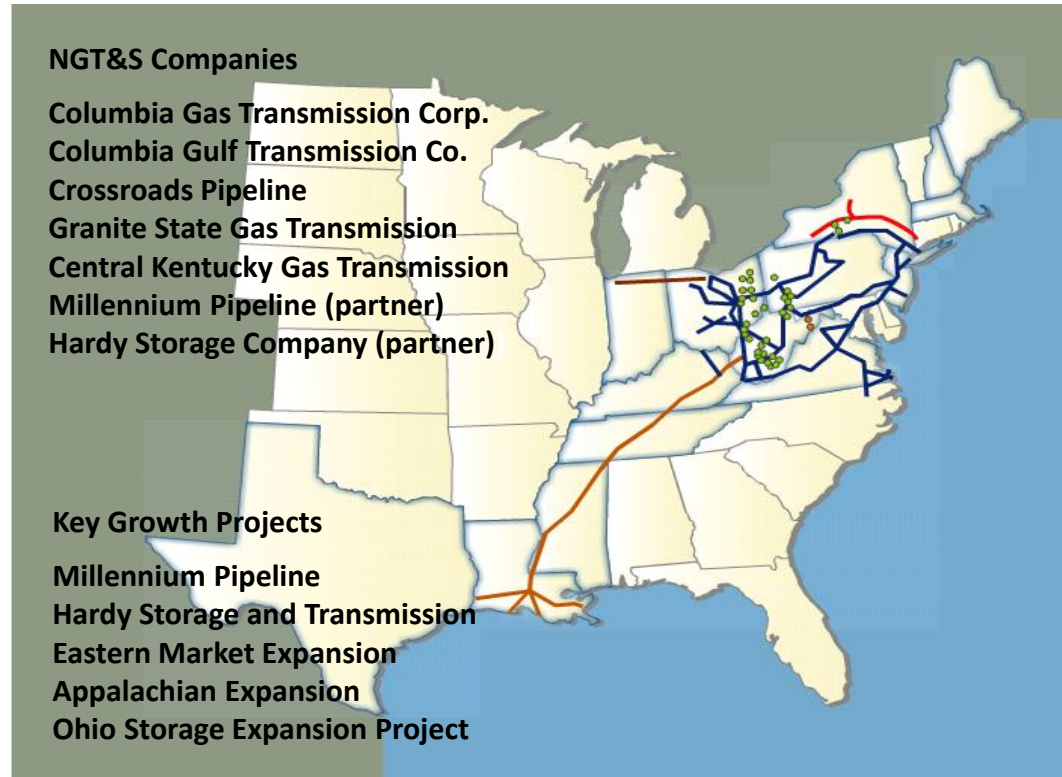 NGT&S Companies
Columbia Gas Transmission Corp.
Columbia Gulf Transmission Co.
Crossroads Pipeline
Granite State Gas Transmission
Central Kentucky Gas Transmission
Millennium Pipeline (partner)
Hardy Storage Company (partner)
Key Growth Projects
Millennium Pipeline
Hardy Storage and Transmission
Eastern Market Expansion
Appalachian Expansion
Ohio Storage Expansion Project